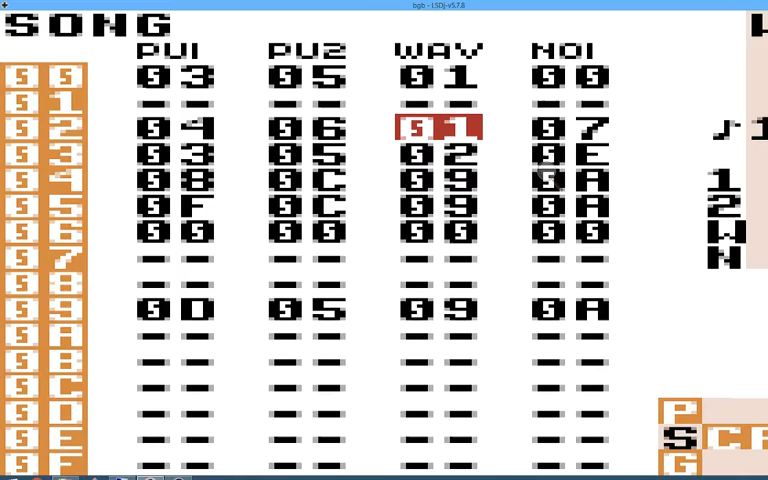 bgb - LSDj-v5.7.8
SONG
PU1 PU2 WAV NOI
00 03 05 01 00
01 -- -- -- --
02 04 06 01 07 1
03 03 05 02 0E
04 08 0C 09 0A 1
05 0F 0C 09 0A 2
06 00 00 00 00 W
07 -- -- -- -- N
08 -- -- -- --
09 0D 05 09 0A
0A -- -- -- --
0B -- -- -- --
0C -- -- -- --
0D -- -- -- -- P
0E -- -- -- -- SCP
0F -- -- -- -- G